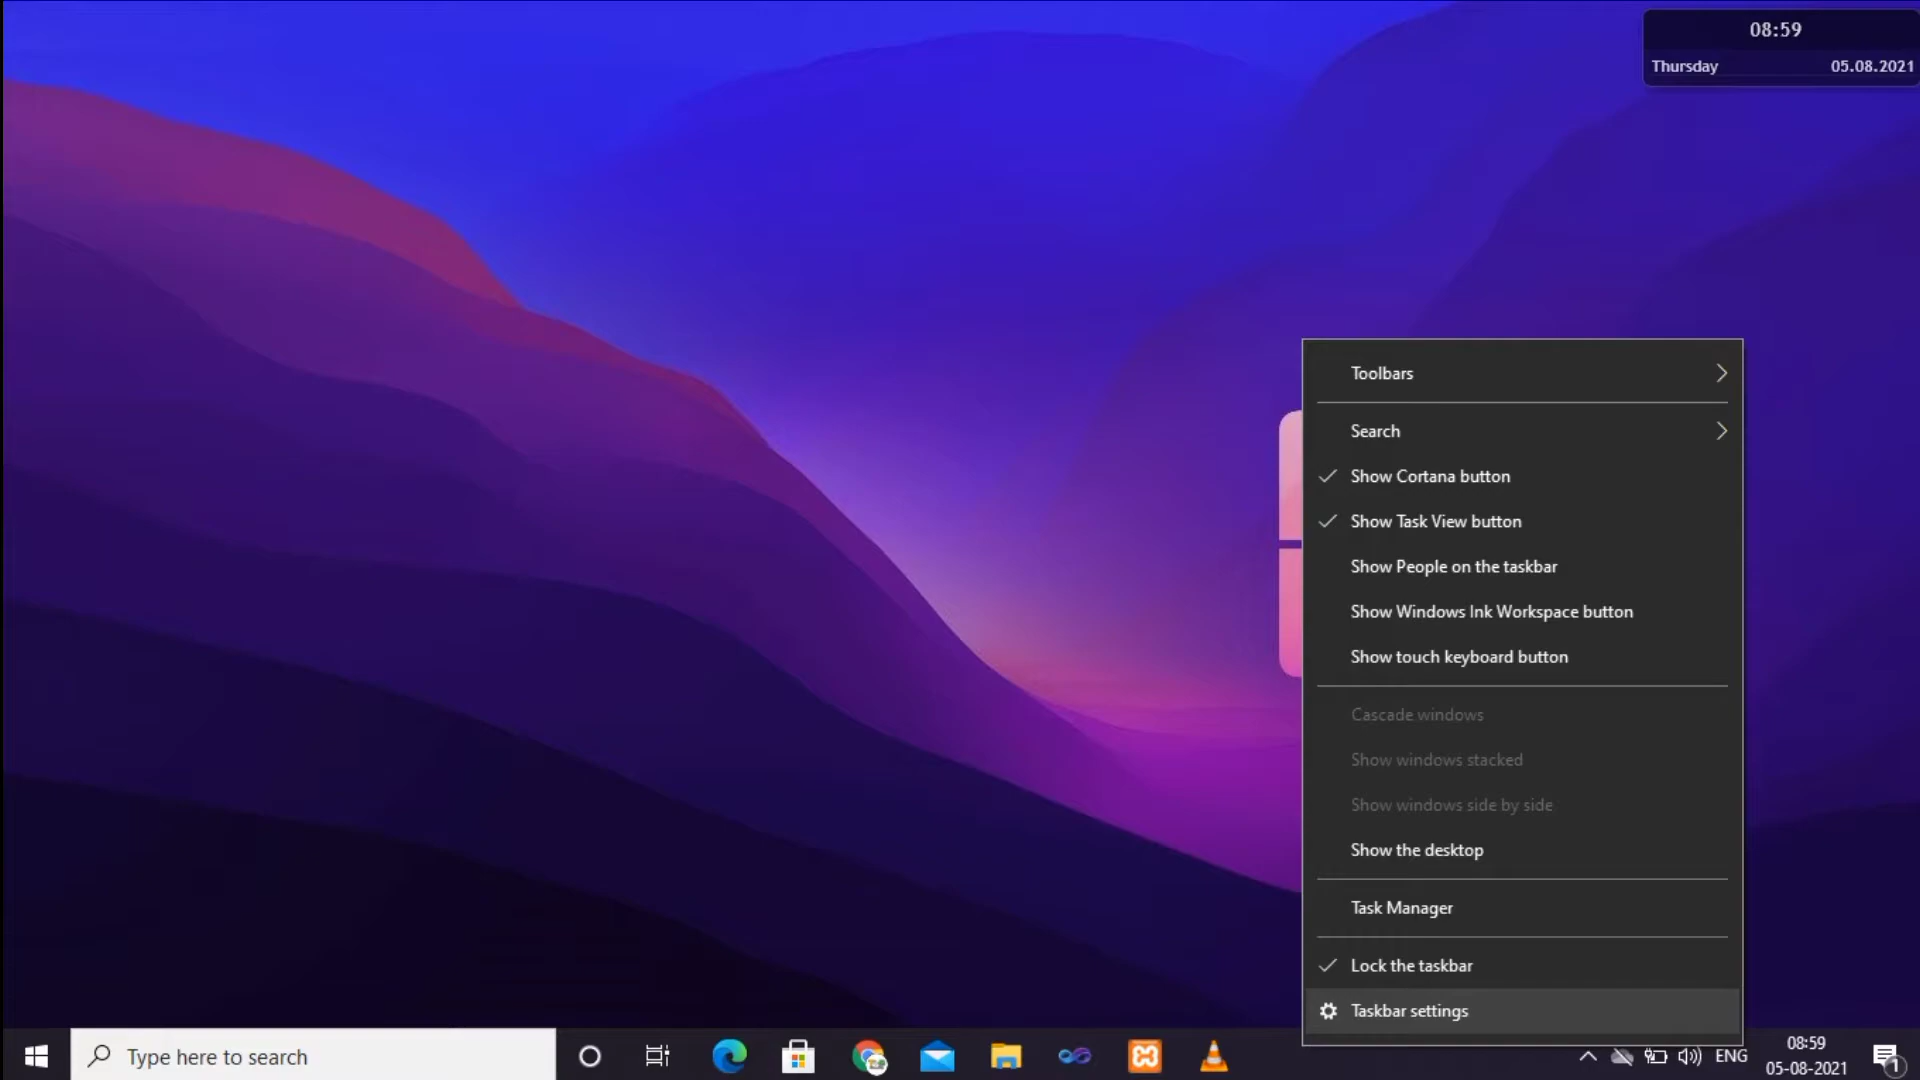 08:59
Thursday 05.08.2021
Toolbars
Search
Show Cortana button
Show Task View button
Show People on the taskbar
Show Windows Ink Workspace button
Show touch keyboard button
Cascade windows
Show windows stacked
Show windows side by side
Show the desktop
Task Manager
Lock the taskbar
Taskbar settings
Type here to search
ENG
08:59
05-08-2021
1